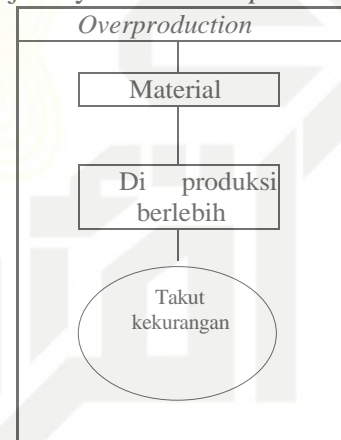 Overproduction
Material
Di produksi
berlebih
Takut
kekurangan